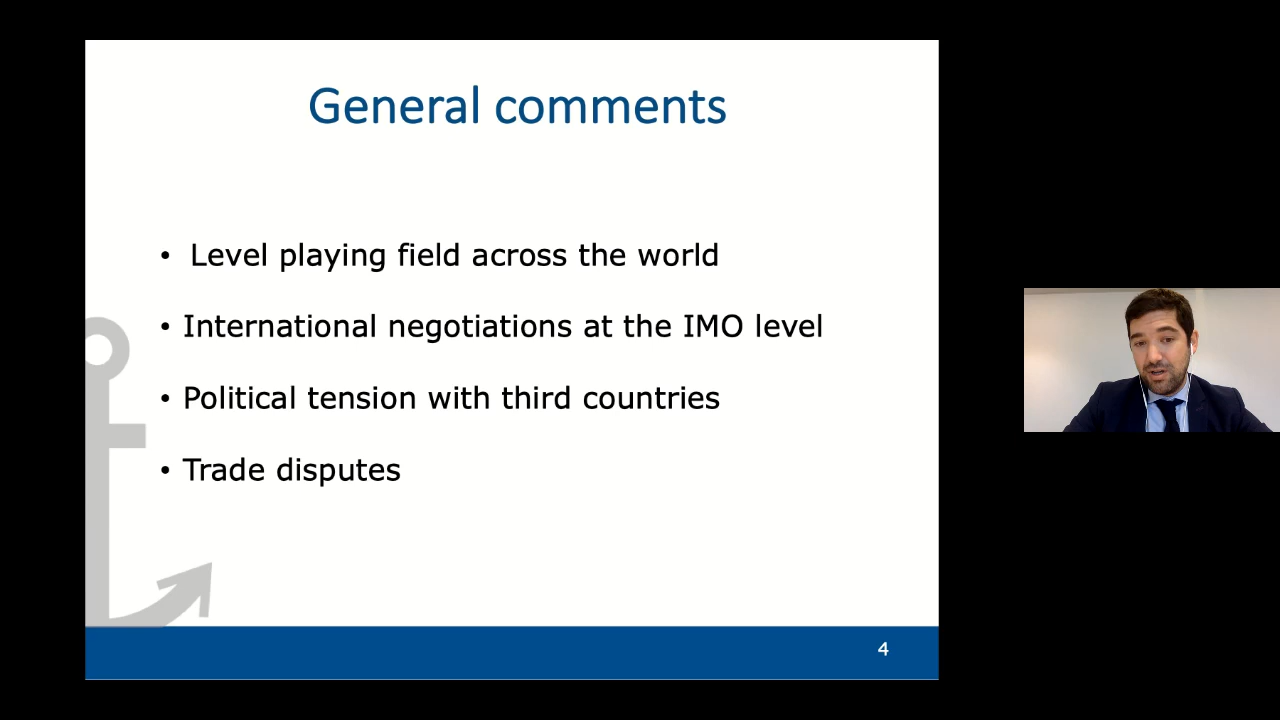 General comments
• Level playing field across the world
• International negotiations at the IMO level
• Political tension with third countries
• Trade disputes
4